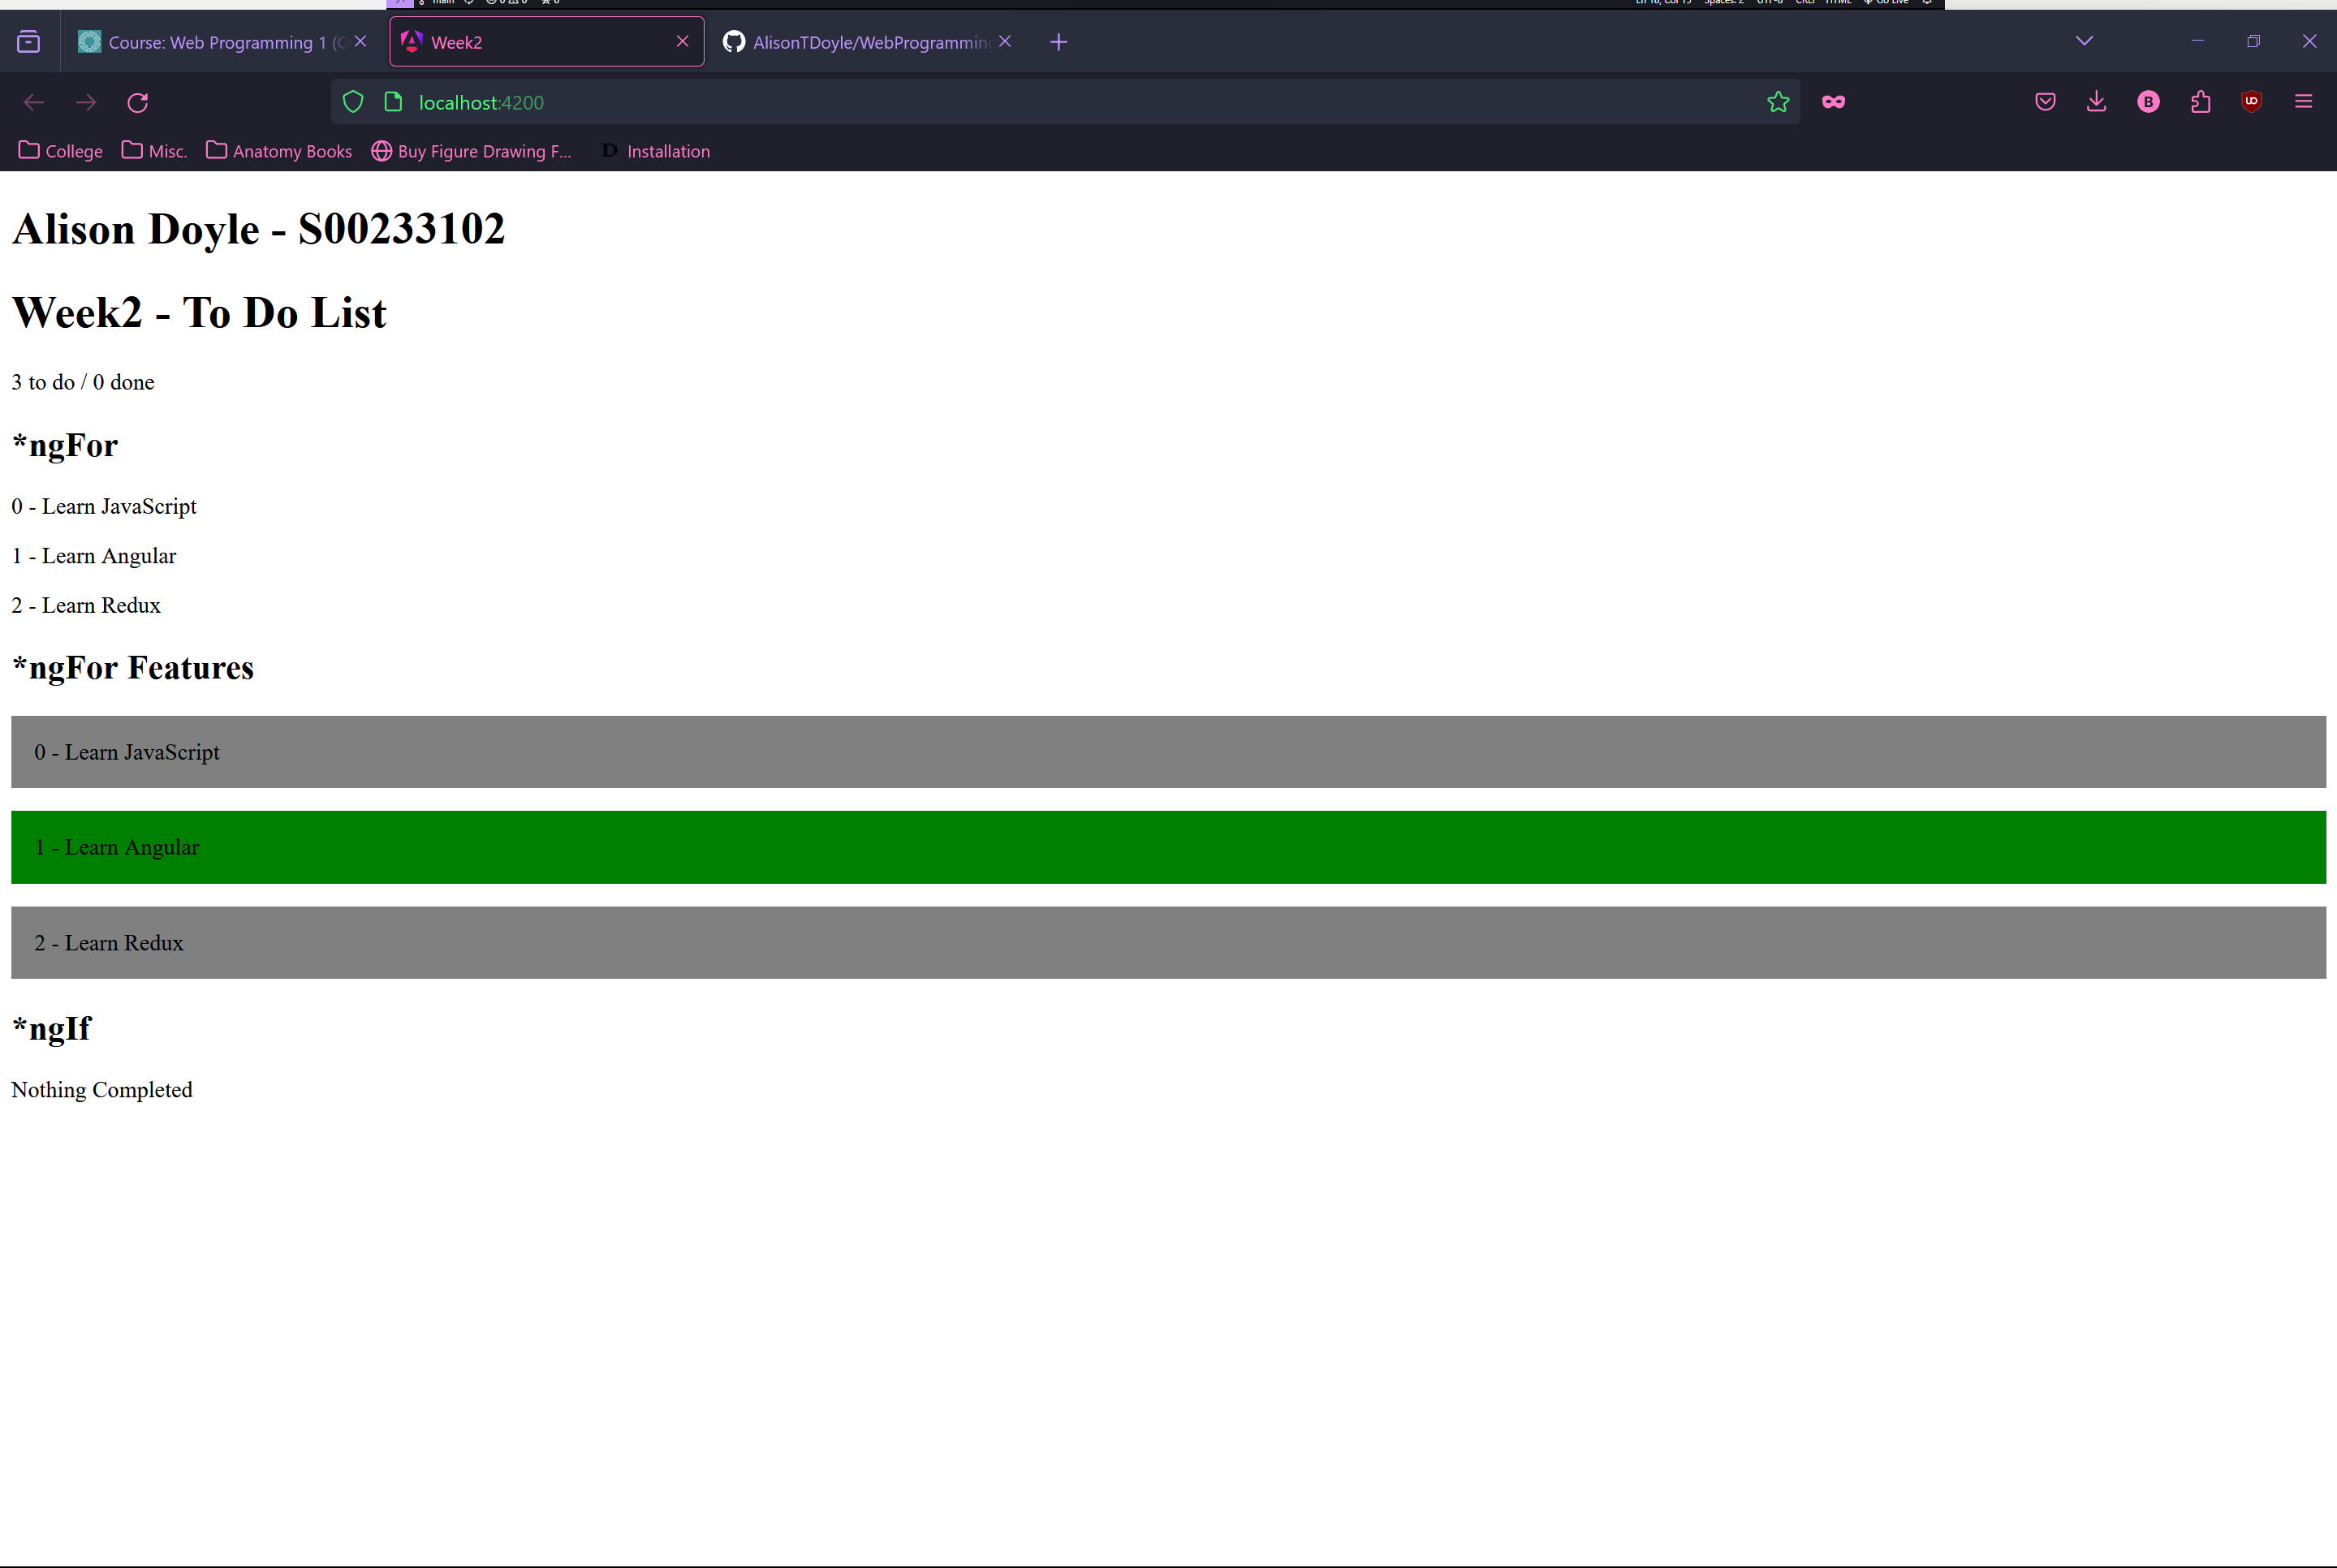 main
Course: Web Programming 1 (
Week2
AlisonTDoyle/WebProgramming
localhost:4200
College
Misc.
Anatomy Books
Buy Figure Drawing F...
Installation
Alison Doyle - S00233102
Week2 - To Do List
3 to do / 0 done
*ngFor
0 - Learn JavaScript
1 - Learn Angular
2 - Learn Redux
*ngFor Features
0 - Learn JavaScript
1 - Learn Angular
2 - Learn Redux
*ngIf
Nothing Completed